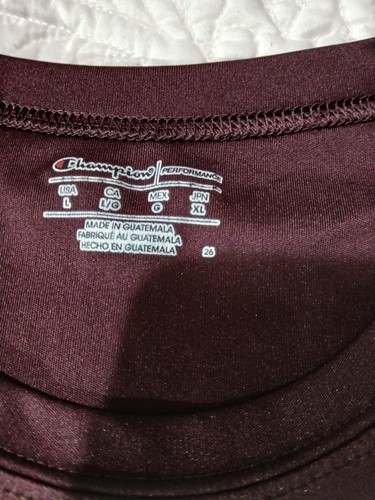 Champion PERFORMANCE
USA CA MEX JPN
L L/G G XL
MADE IN GUATEMALA
FABRIQUÉ AU GUATEMALA
HECHO EN GUATEMALA
26